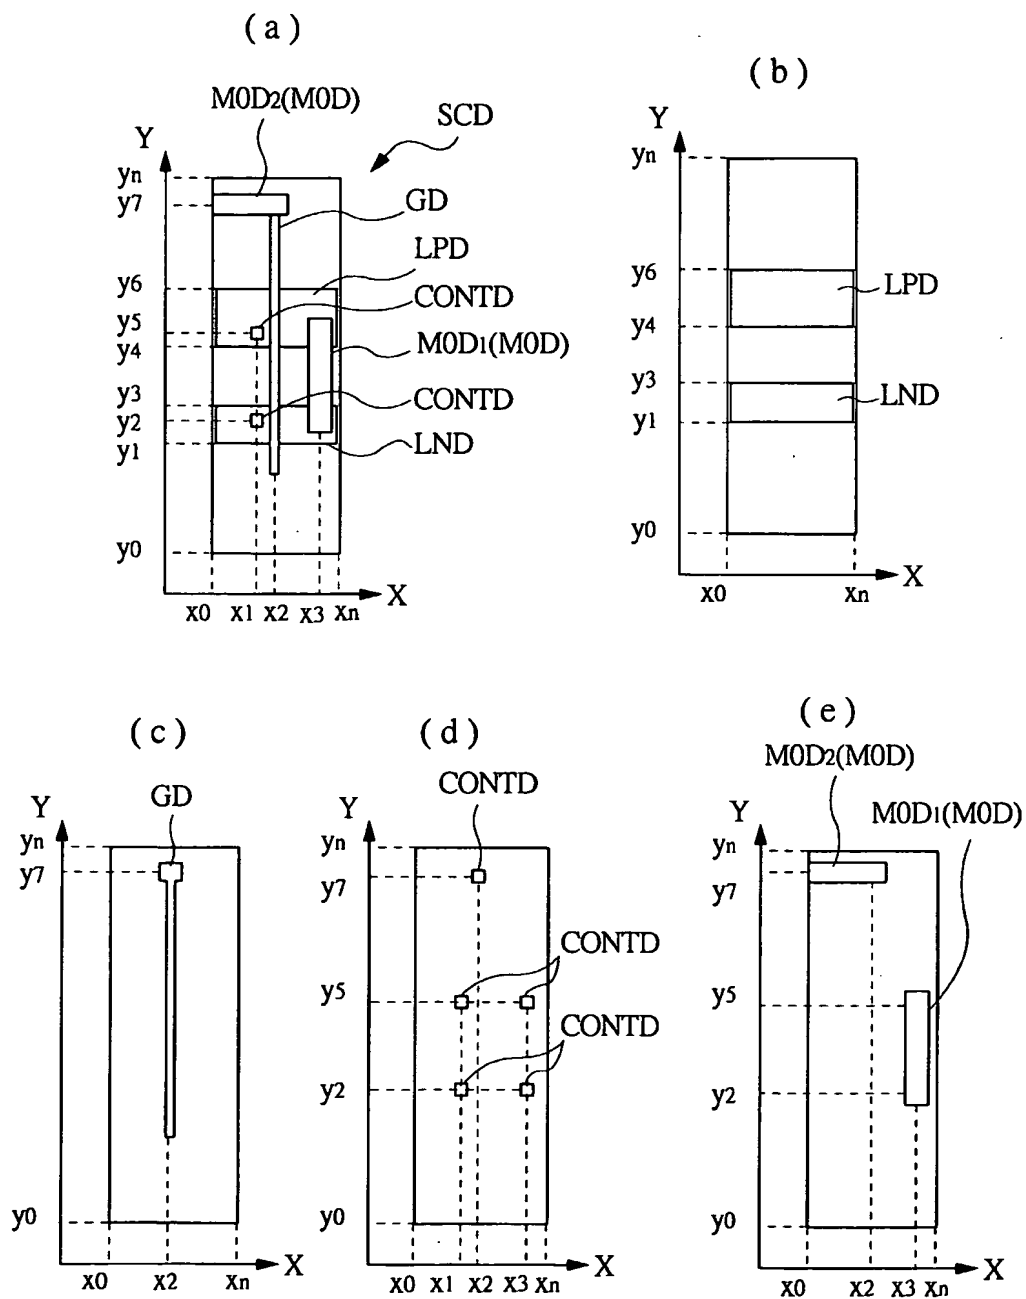 (a)
M0D2(M0D)
SCD
Y
yn
y7
GD
LPD
y6
CONTD
y5
M0D1(M0D)
y4
y3
CONTD
y2
LND
y1
y0
X
x0 x1 x2 x3 xn
(b)
Y
yn
y6
LPD
y4
y3
LND
y1
y0
X
x0 xn
(c)
GD
Y
yn
y7
y0
X
x0 x2 xn
(d)
CONTD
Y
yn
y7
CONTD
y5
CONTD
y2
y0
X
x0 x1 x2 x3 xn
(e)
M0D2(M0D)
M0D1(M0D)
Y
yn
y7
y5
y2
y0
X
x0 x2 x3 xn